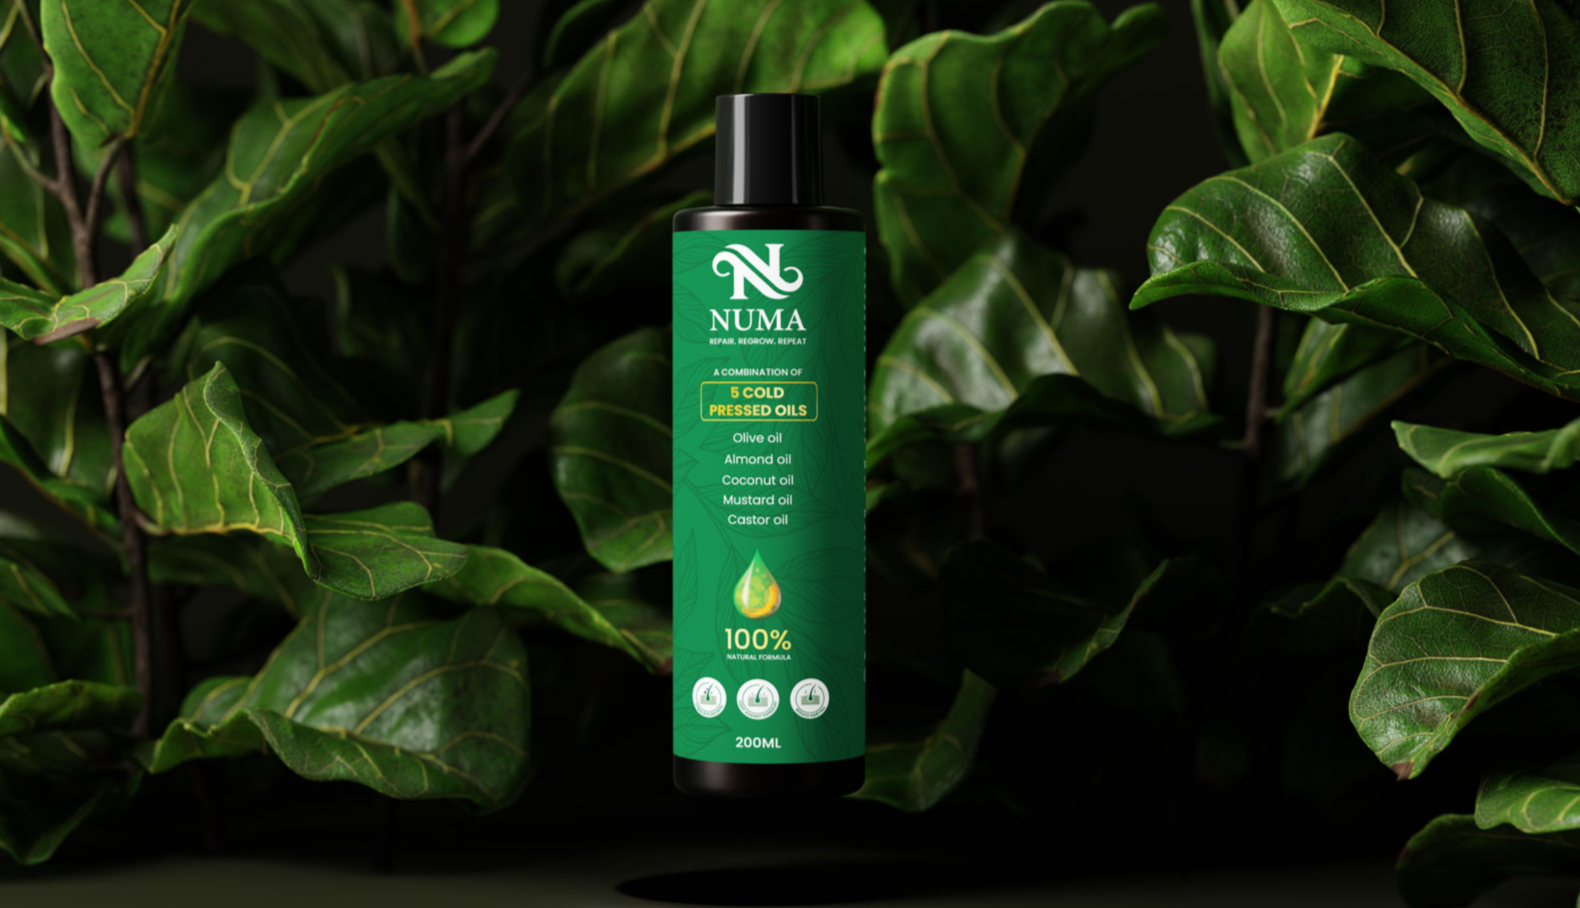 N
NUMA
REPAIR. REGROW. REPEAT
A COMBINATION OF
5 COLD
PRESSED OILS
Olive oil
Almond oil
Coconut oil
Mustard oil
Castor oil
100%
NATURAL FORMULA
200ML